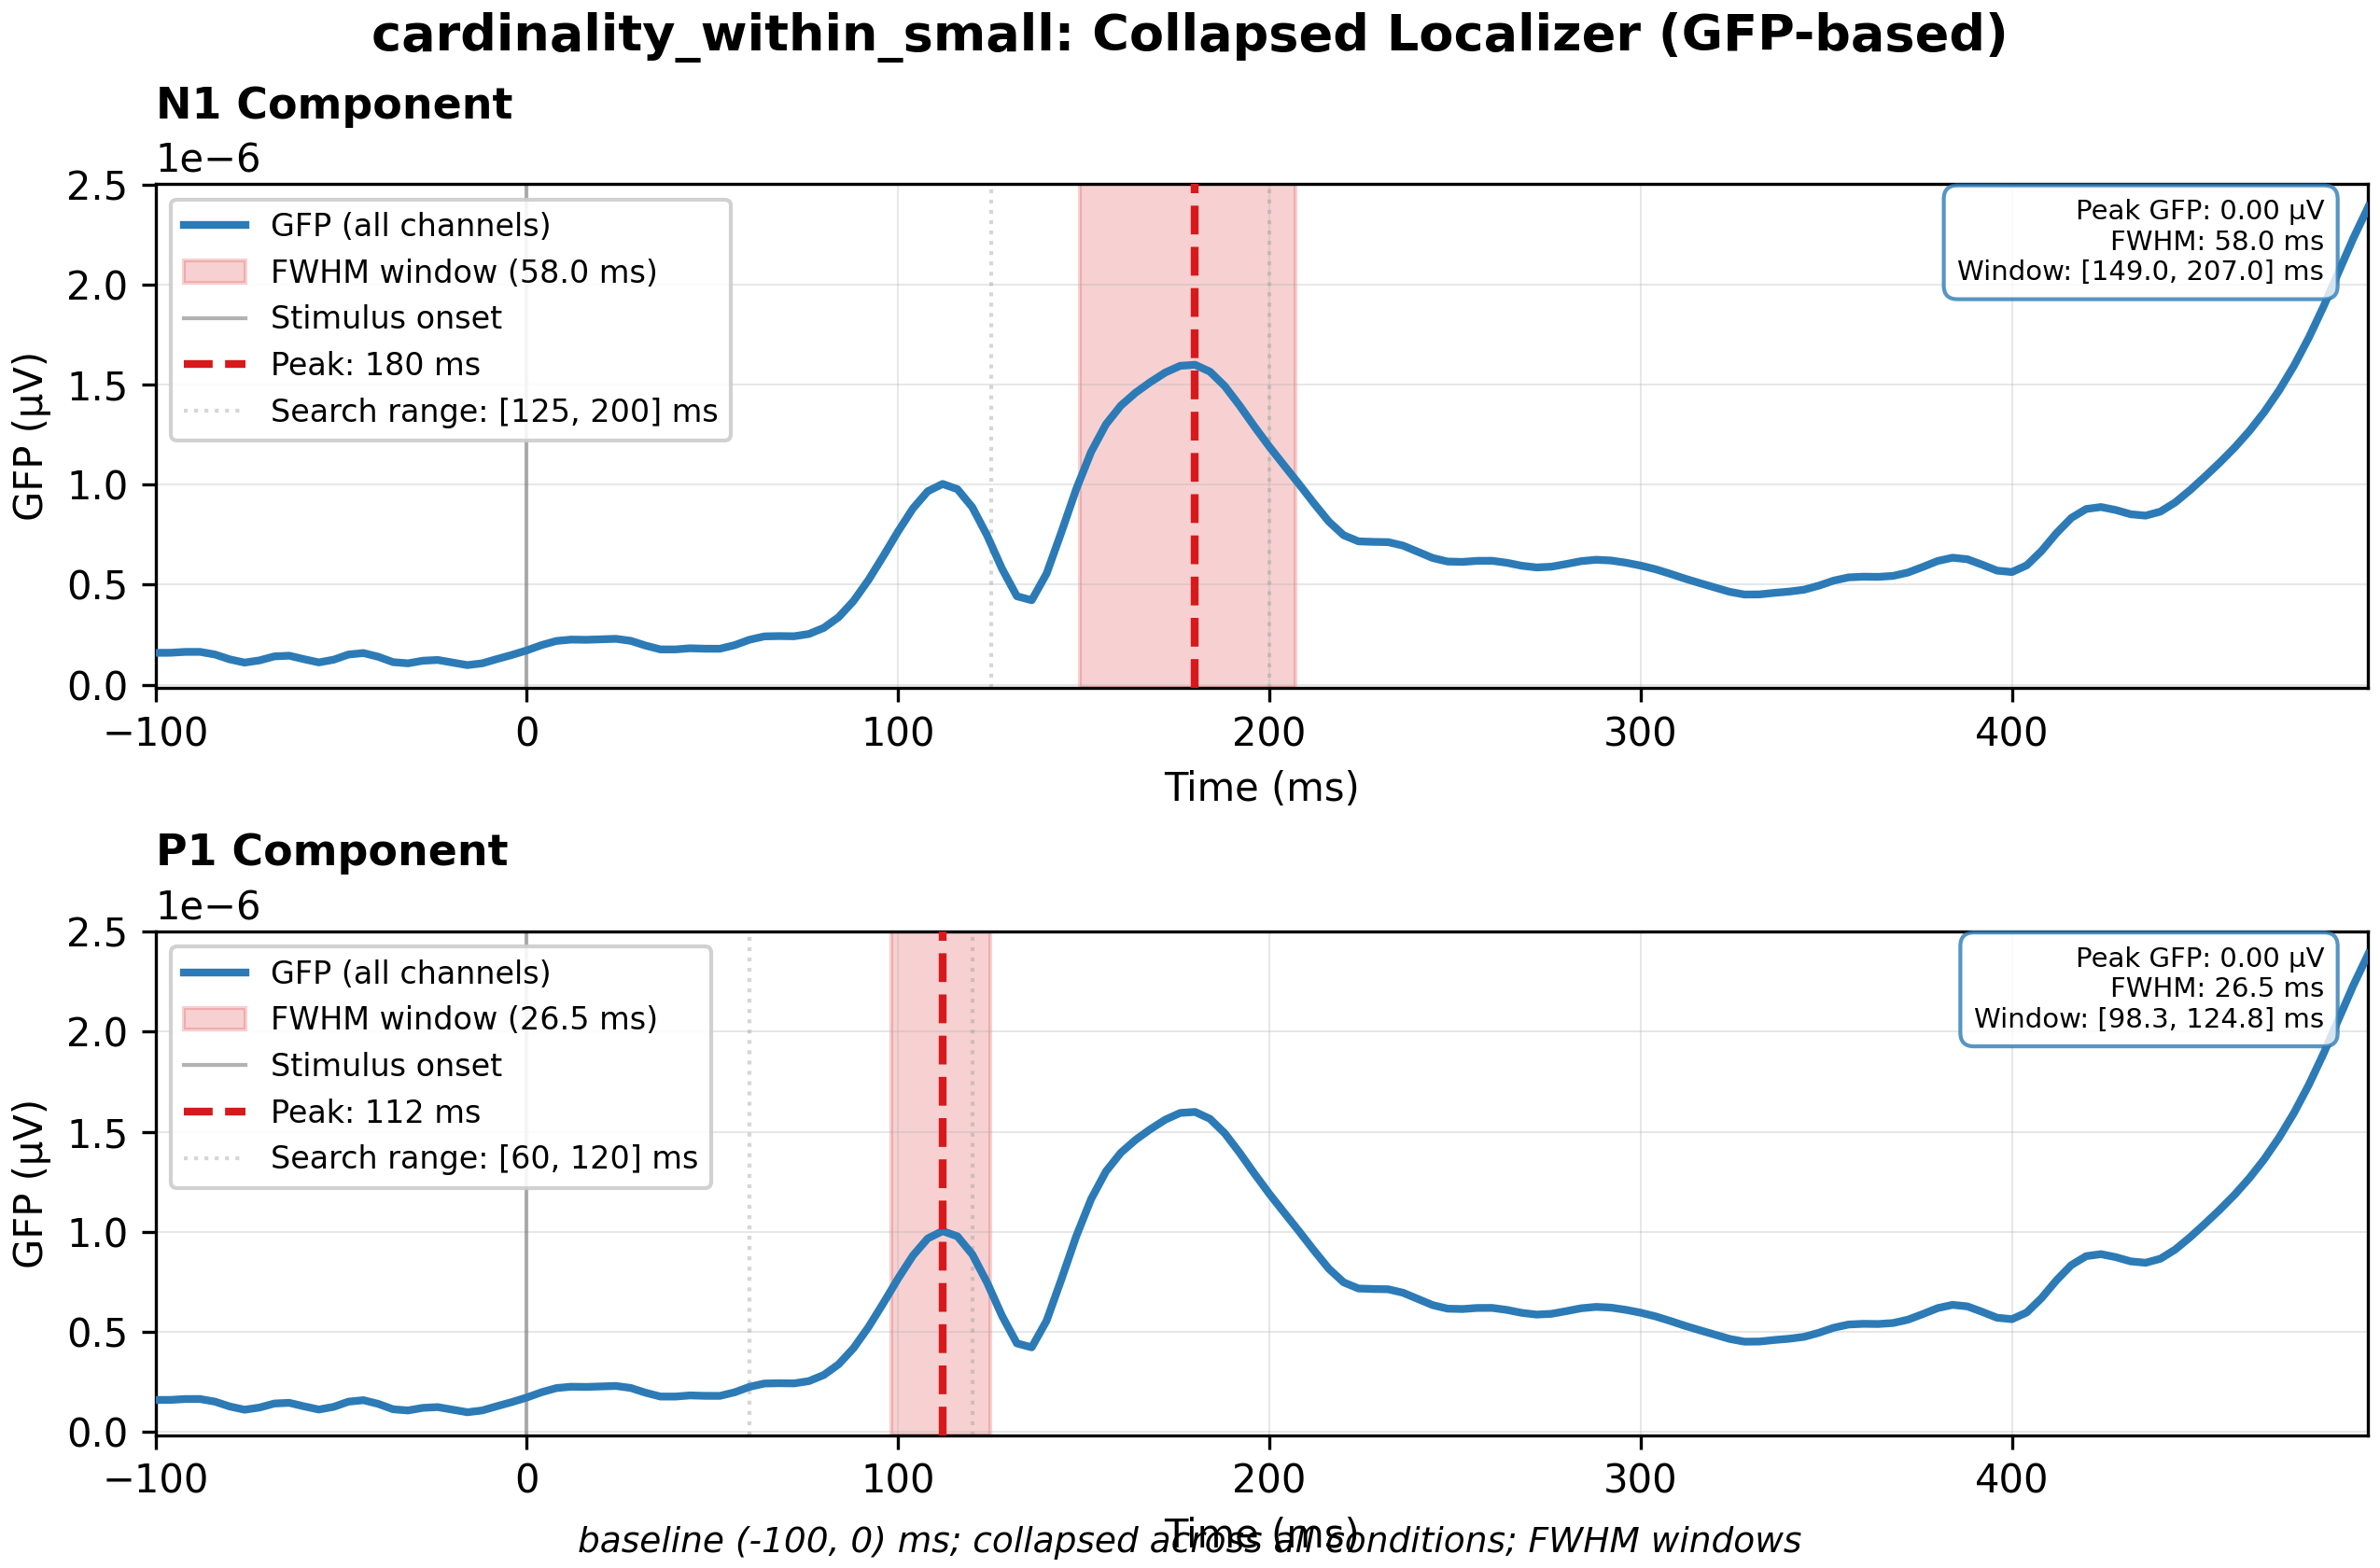 cardinality_within_small: Collapsed Localizer (GFP-based)
N1 Component
1e−6
2.5
2.0
1.5
1.0
0.5
0.0
GFP (µV)
GFP (all channels)
FWHM window (58.0 ms)
Stimulus onset
Peak: 180 ms
Search range: [125, 200] ms
Peak GFP: 0.00 µV
FWHM: 58.0 ms
Window: [149.0, 207.0] ms
−100 0 100 200 300 400
Time (ms)
P1 Component
1e−6
2.5
2.0
1.5
1.0
0.5
0.0
GFP (µV)
GFP (all channels)
FWHM window (26.5 ms)
Stimulus onset
Peak: 112 ms
Search range: [60, 120] ms
Peak GFP: 0.00 µV
FWHM: 26.5 ms
Window: [98.3, 124.8] ms
−100 0 100 200 300 400
Time (ms)
baseline (-100, 0) ms; collapsed across all conditions; FWHM windows